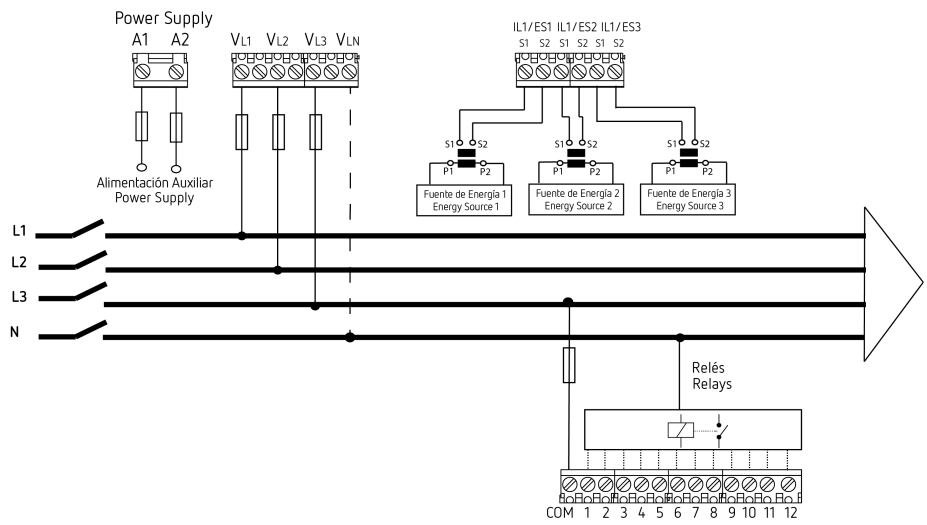 Power Supply
A1 A2
VL1 VL2 VL3 VLN
IL1/ES1 IL1/ES2 IL1/ES3
S1 S2 S1 S2 S1 S2
S1 S2 S1 S2 S1 S2
P1 P2 P1 P2 P1 P2
Alimentación Auxiliar
Power Supply
Fuente de Energía 1
Energy Source 1
Fuente de Energía 2
Energy Source 2
Fuente de Energía 3
Energy Source 3
L1
L2
L3
N
Relés
Relays
COM 1 2 3 4 5 6 7 8 9 10 11 12